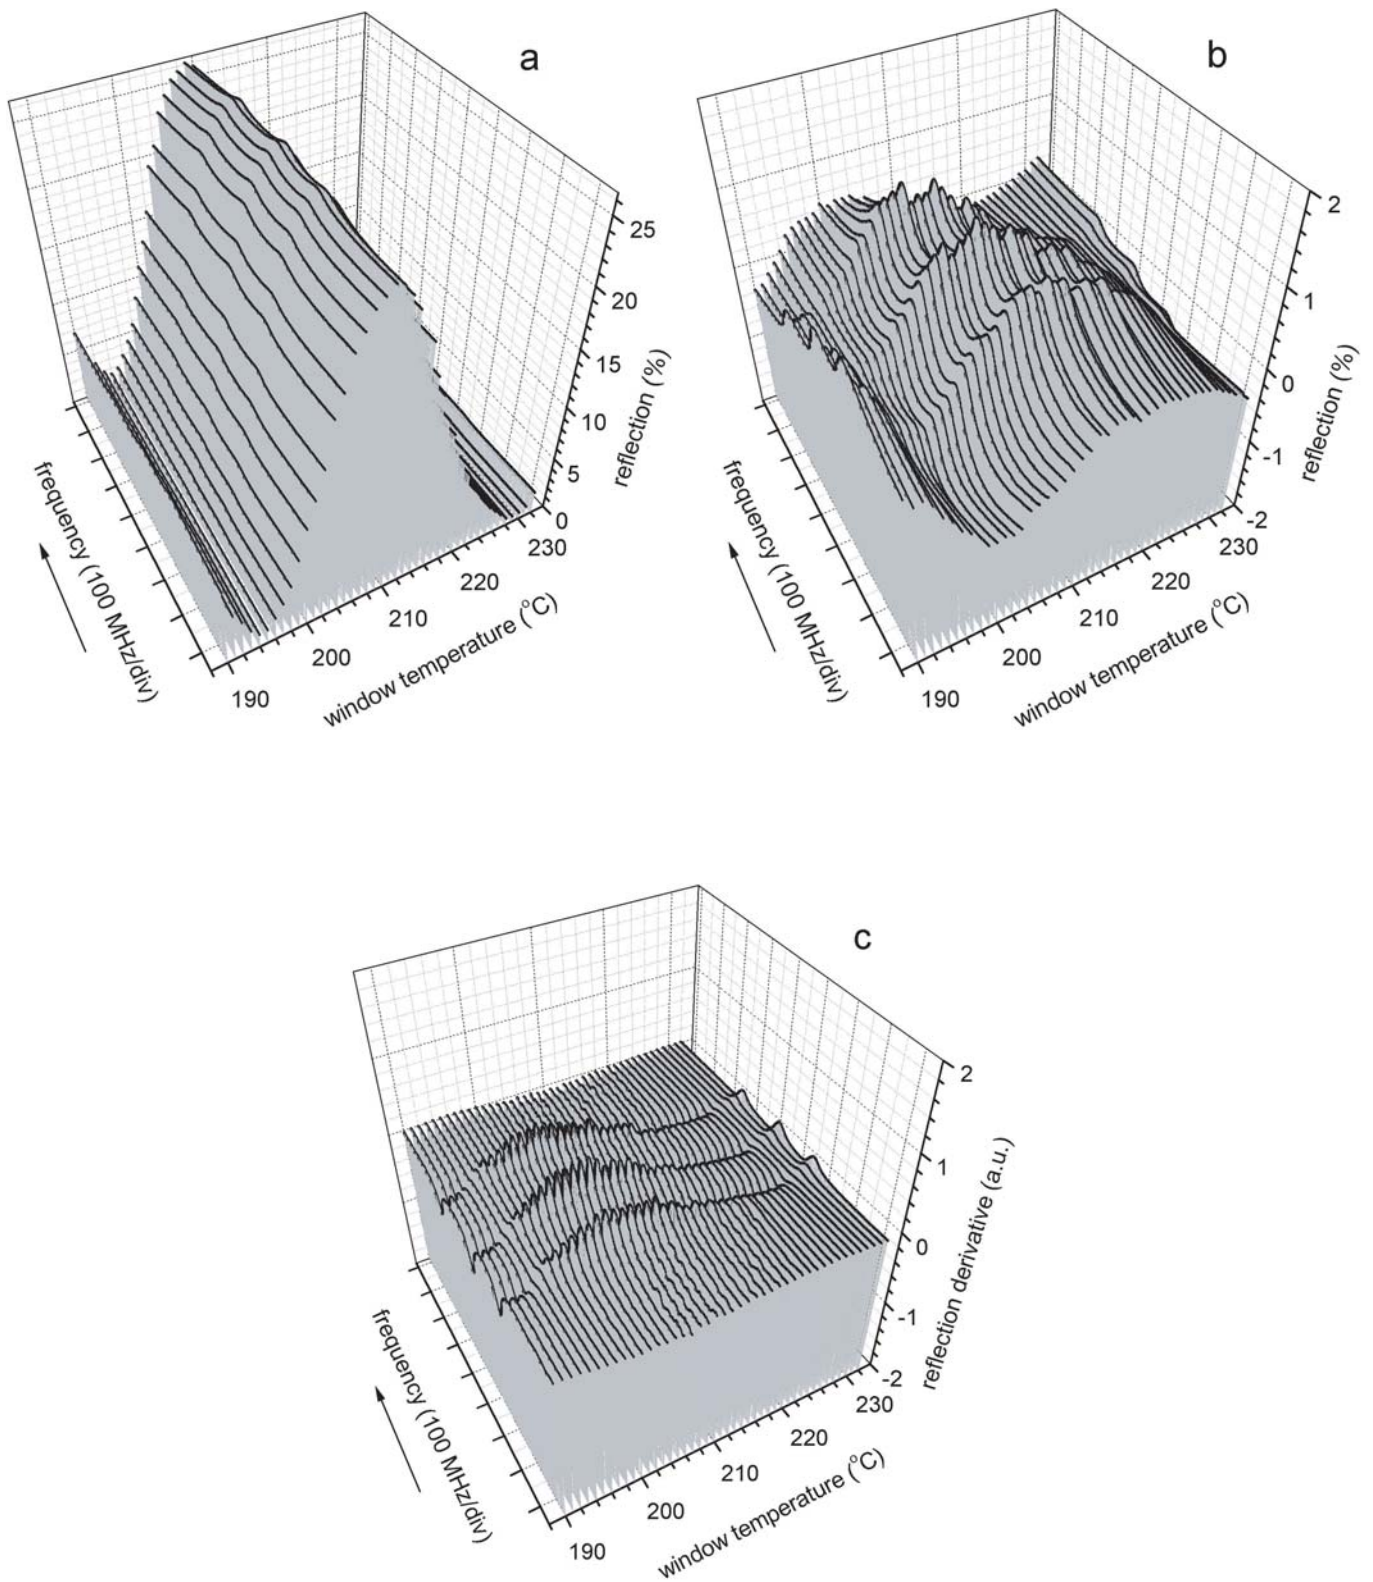 a
25
20
15
10
5
0
reflection (%)
230
220
210
200
190
window temperature (°C)
frequency (100 MHz/div)
b
2
1
0
-1
-2
reflection (%)
230
220
210
200
190
window temperature (°C)
frequency (100 MHz/div)
c
2
1
0
-1
-2
reflection derivative (a.u.)
230
220
210
200
190
window temperature (°C)
frequency (100 MHz/div)